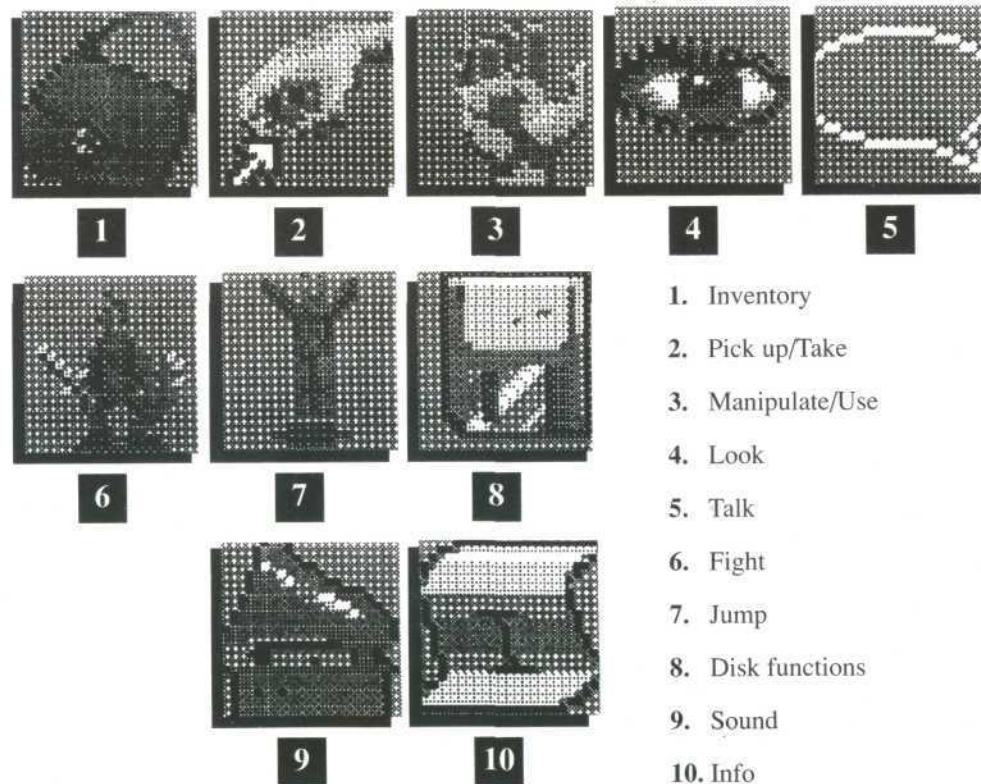 1
2
3
4
5
6
7
8
9
10
1. Inventory
2. Pick up/Take
3. Manipulate/Use
4. Look
5. Talk
6. Fight
7. Jump
8. Disk functions
9. Sound
10. Info